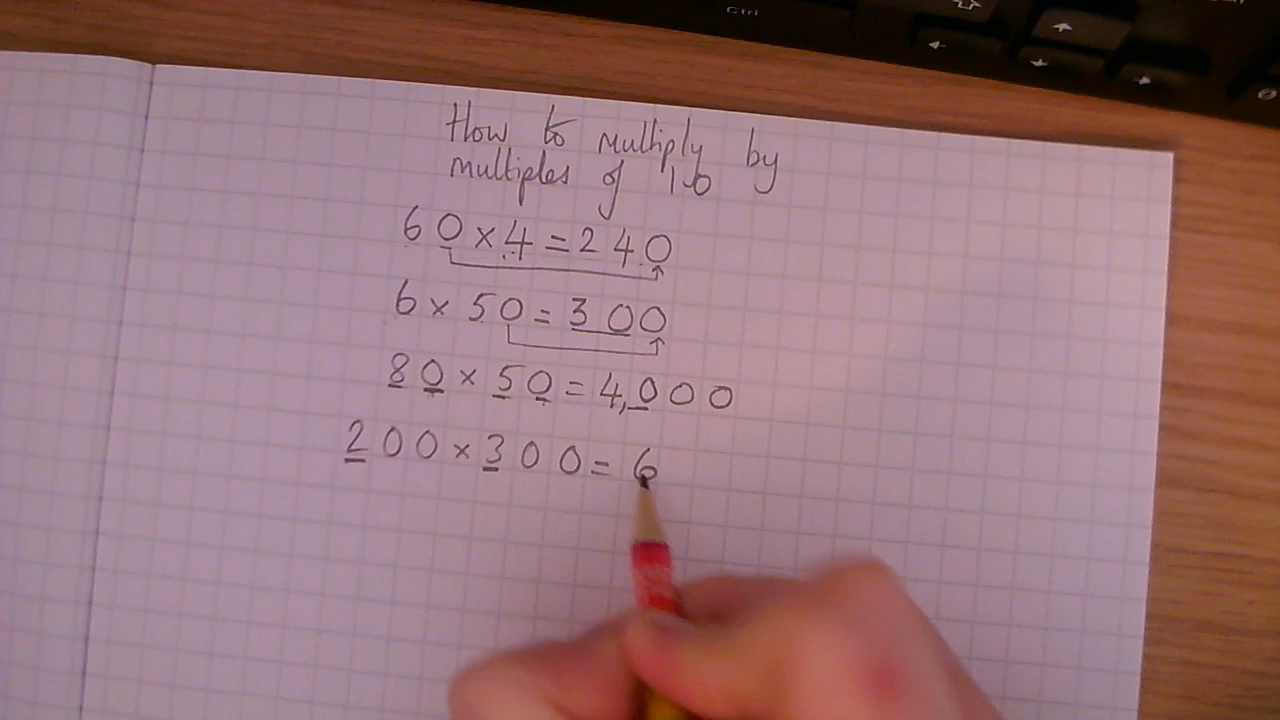 Ctrl
How to multiply by
multiples of 10
60 × 4 = 240
6 × 50 = 300
80 × 50 = 4,000
200 × 300 = 6